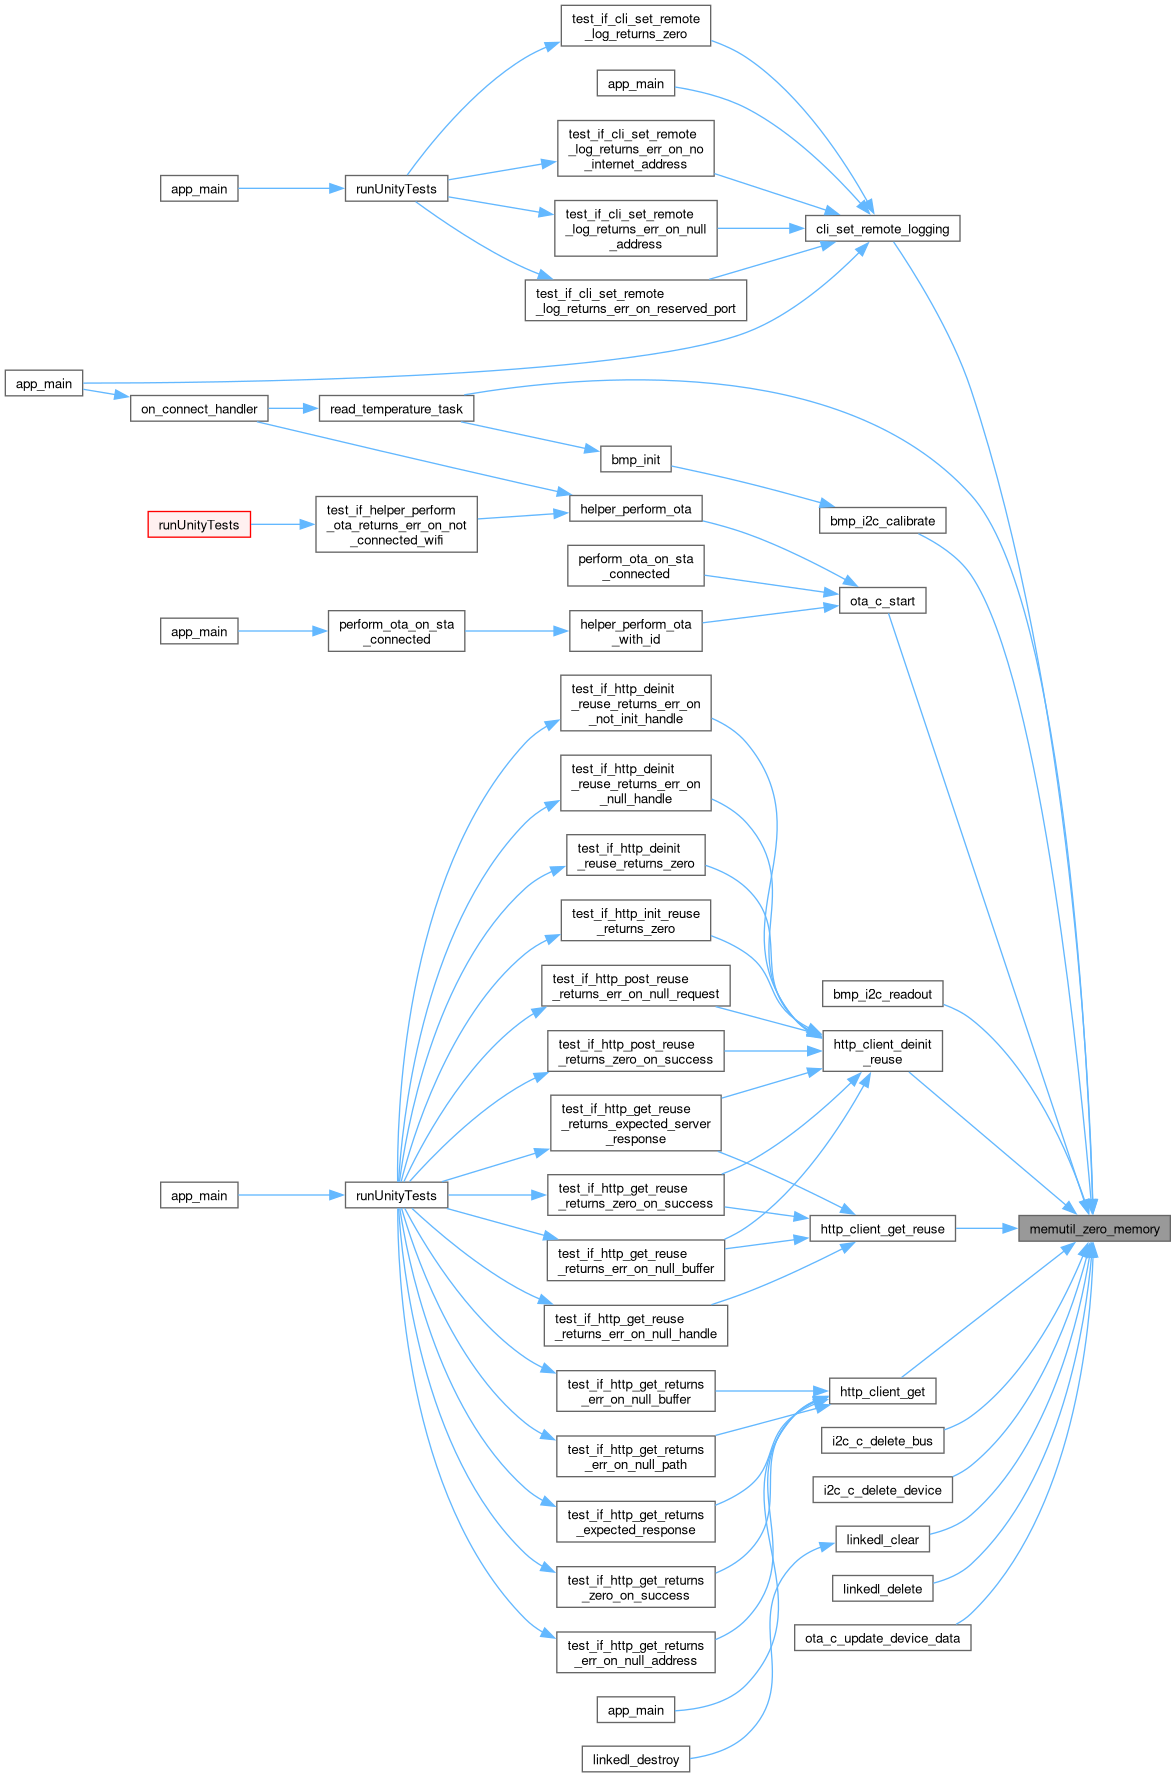 test_if_cli_set_remote
_log_returns_zero
app_main
test_if_cli_set_remote
_log_returns_err_on_no
_internet_address
app_main
runUnityTests
test_if_cli_set_remote
_log_returns_err_on_null
_address
cli_set_remote_logging
test_if_cli_set_remote
_log_returns_err_on_reserved_port
app_main
on_connect_handler
read_temperature_task
bmp_init
helper_perform_ota
bmp_i2c_calibrate
runUnityTests
test_if_helper_perform
_ota_returns_err_on_not
_connected_wifi
perform_ota_on_sta
_connected
ota_c_start
app_main
perform_ota_on_sta
_connected
helper_perform_ota
_with_id
test_if_http_deinit
_reuse_returns_err_on
_not_init_handle
test_if_http_deinit
_reuse_returns_err_on
_null_handle
test_if_http_deinit
_reuse_returns_zero
test_if_http_init_reuse
_returns_zero
test_if_http_post_reuse
_returns_err_on_null_request
bmp_i2c_readout
test_if_http_post_reuse
_returns_zero_on_success
http_client_deinit
_reuse
test_if_http_get_reuse
_returns_expected_server
_response
app_main
runUnityTests
test_if_http_get_reuse
_returns_zero_on_success
http_client_get_reuse
memutil_zero_memory
test_if_http_get_reuse
_returns_err_on_null_buffer
test_if_http_get_reuse
_returns_err_on_null_handle
test_if_http_get_returns
_err_on_null_buffer
http_client_get
test_if_http_get_returns
_err_on_null_path
i2c_c_delete_bus
i2c_c_delete_device
test_if_http_get_returns
_expected_response
linkedl_clear
test_if_http_get_returns
_zero_on_success
linkedl_delete
test_if_http_get_returns
_err_on_null_address
ota_c_update_device_data
app_main
linkedl_destroy